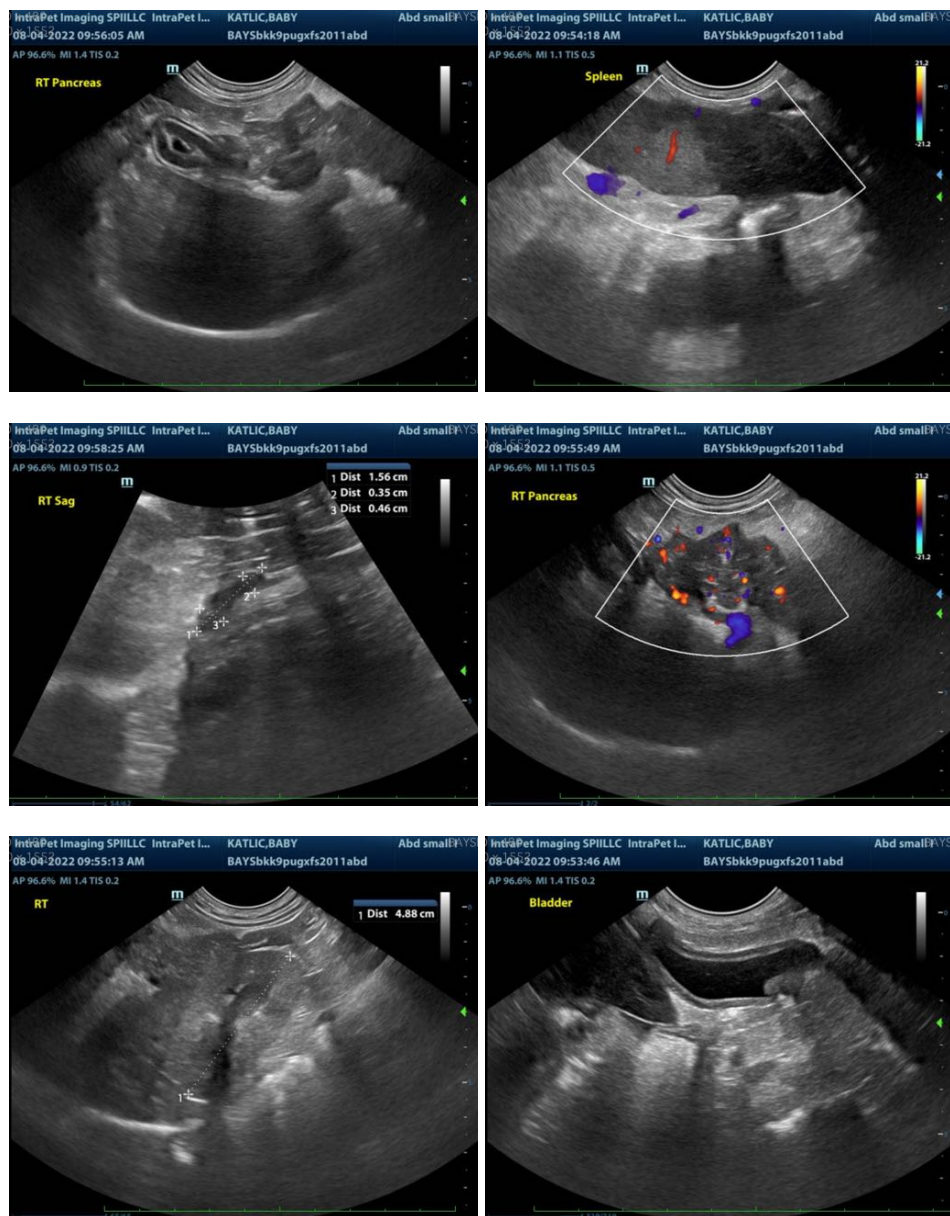 IntraPet Imaging SPIILLC IntraPet I... KATLIC,BABY Abd small
08-04-2022 09:56:05 AM BAYSbkk9pugxfs2011abd
AP 96.6% MI 1.4 TIS 0.2
m
RT Pancreas
IntraPet Imaging SPIILLC IntraPet I... KATLIC,BABY Abd small
08-04-2022 09:54:18 AM BAYSbkk9pugxfs2011abd
AP 96.6% MI 1.1 TIS 0.5
m
Spleen
21.2
-21.2
IntraPet Imaging SPIILLC IntraPet I... KATLIC,BABY Abd small
08-04-2022 09:58:25 AM BAYSbkk9pugxfs2011abd
AP 96.6% MI 0.9 TIS 0.2
m
RT Sag
1 Dist 1.56 cm
2 Dist 0.35 cm
3 Dist 0.46 cm
2
1
3
IntraPet Imaging SPIILLC IntraPet I... KATLIC,BABY Abd small
08-04-2022 09:55:49 AM BAYSbkk9pugxfs2011abd
AP 96.6% MI 1.1 TIS 0.5
m
RT Pancreas
21.2
-21.2
2/2
IntraPet Imaging SPIILLC IntraPet I... KATLIC,BABY Abd small
08-04-2022 09:55:13 AM BAYSbkk9pugxfs2011abd
AP 96.6% MI 1.4 TIS 0.2
m
RT
1 Dist 4.88 cm
1
IntraPet Imaging SPIILLC IntraPet I... KATLIC,BABY Abd small
08-04-2022 09:53:46 AM BAYSbkk9pugxfs2011abd
AP 96.6% MI 1.4 TIS 0.2
m
Bladder